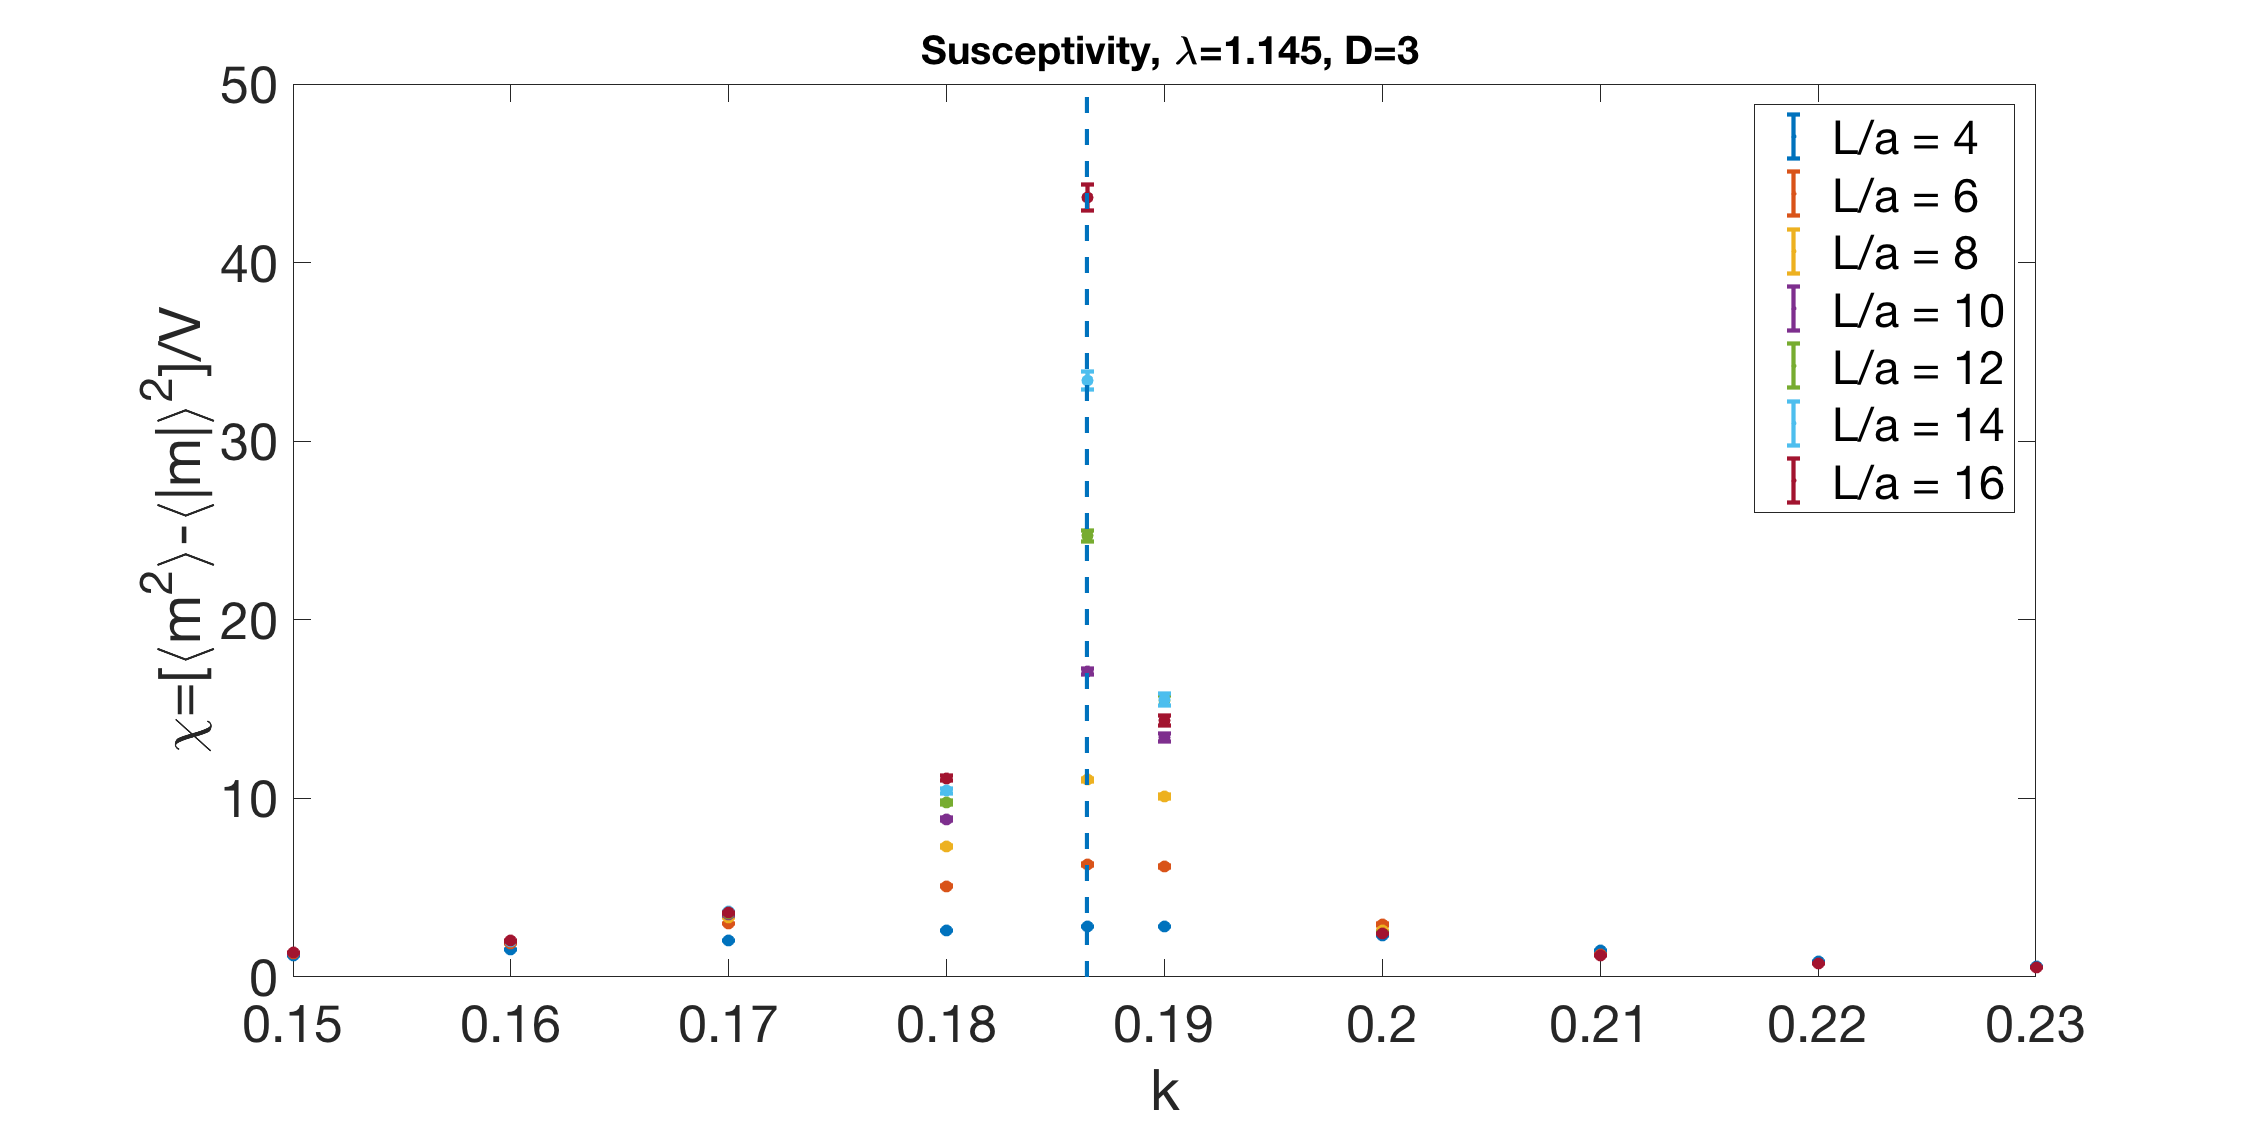 Susceptivity, λ=1.145, D=3
χ=[⟨m²⟩-⟨|m|⟩²]/V
50
40
30
20
10
0
0.15 0.16 0.17 0.18 0.19 0.2 0.21 0.22 0.23
k
L/a = 4
L/a = 6
L/a = 8
L/a = 10
L/a = 12
L/a = 14
L/a = 16